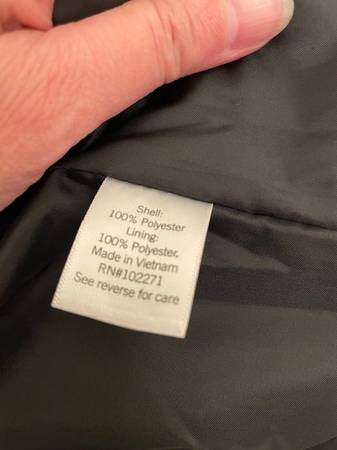 Shell:
100% Polyester
Lining:
100% Polyester.
Made in Vietnam
RN#102271
See reverse for care